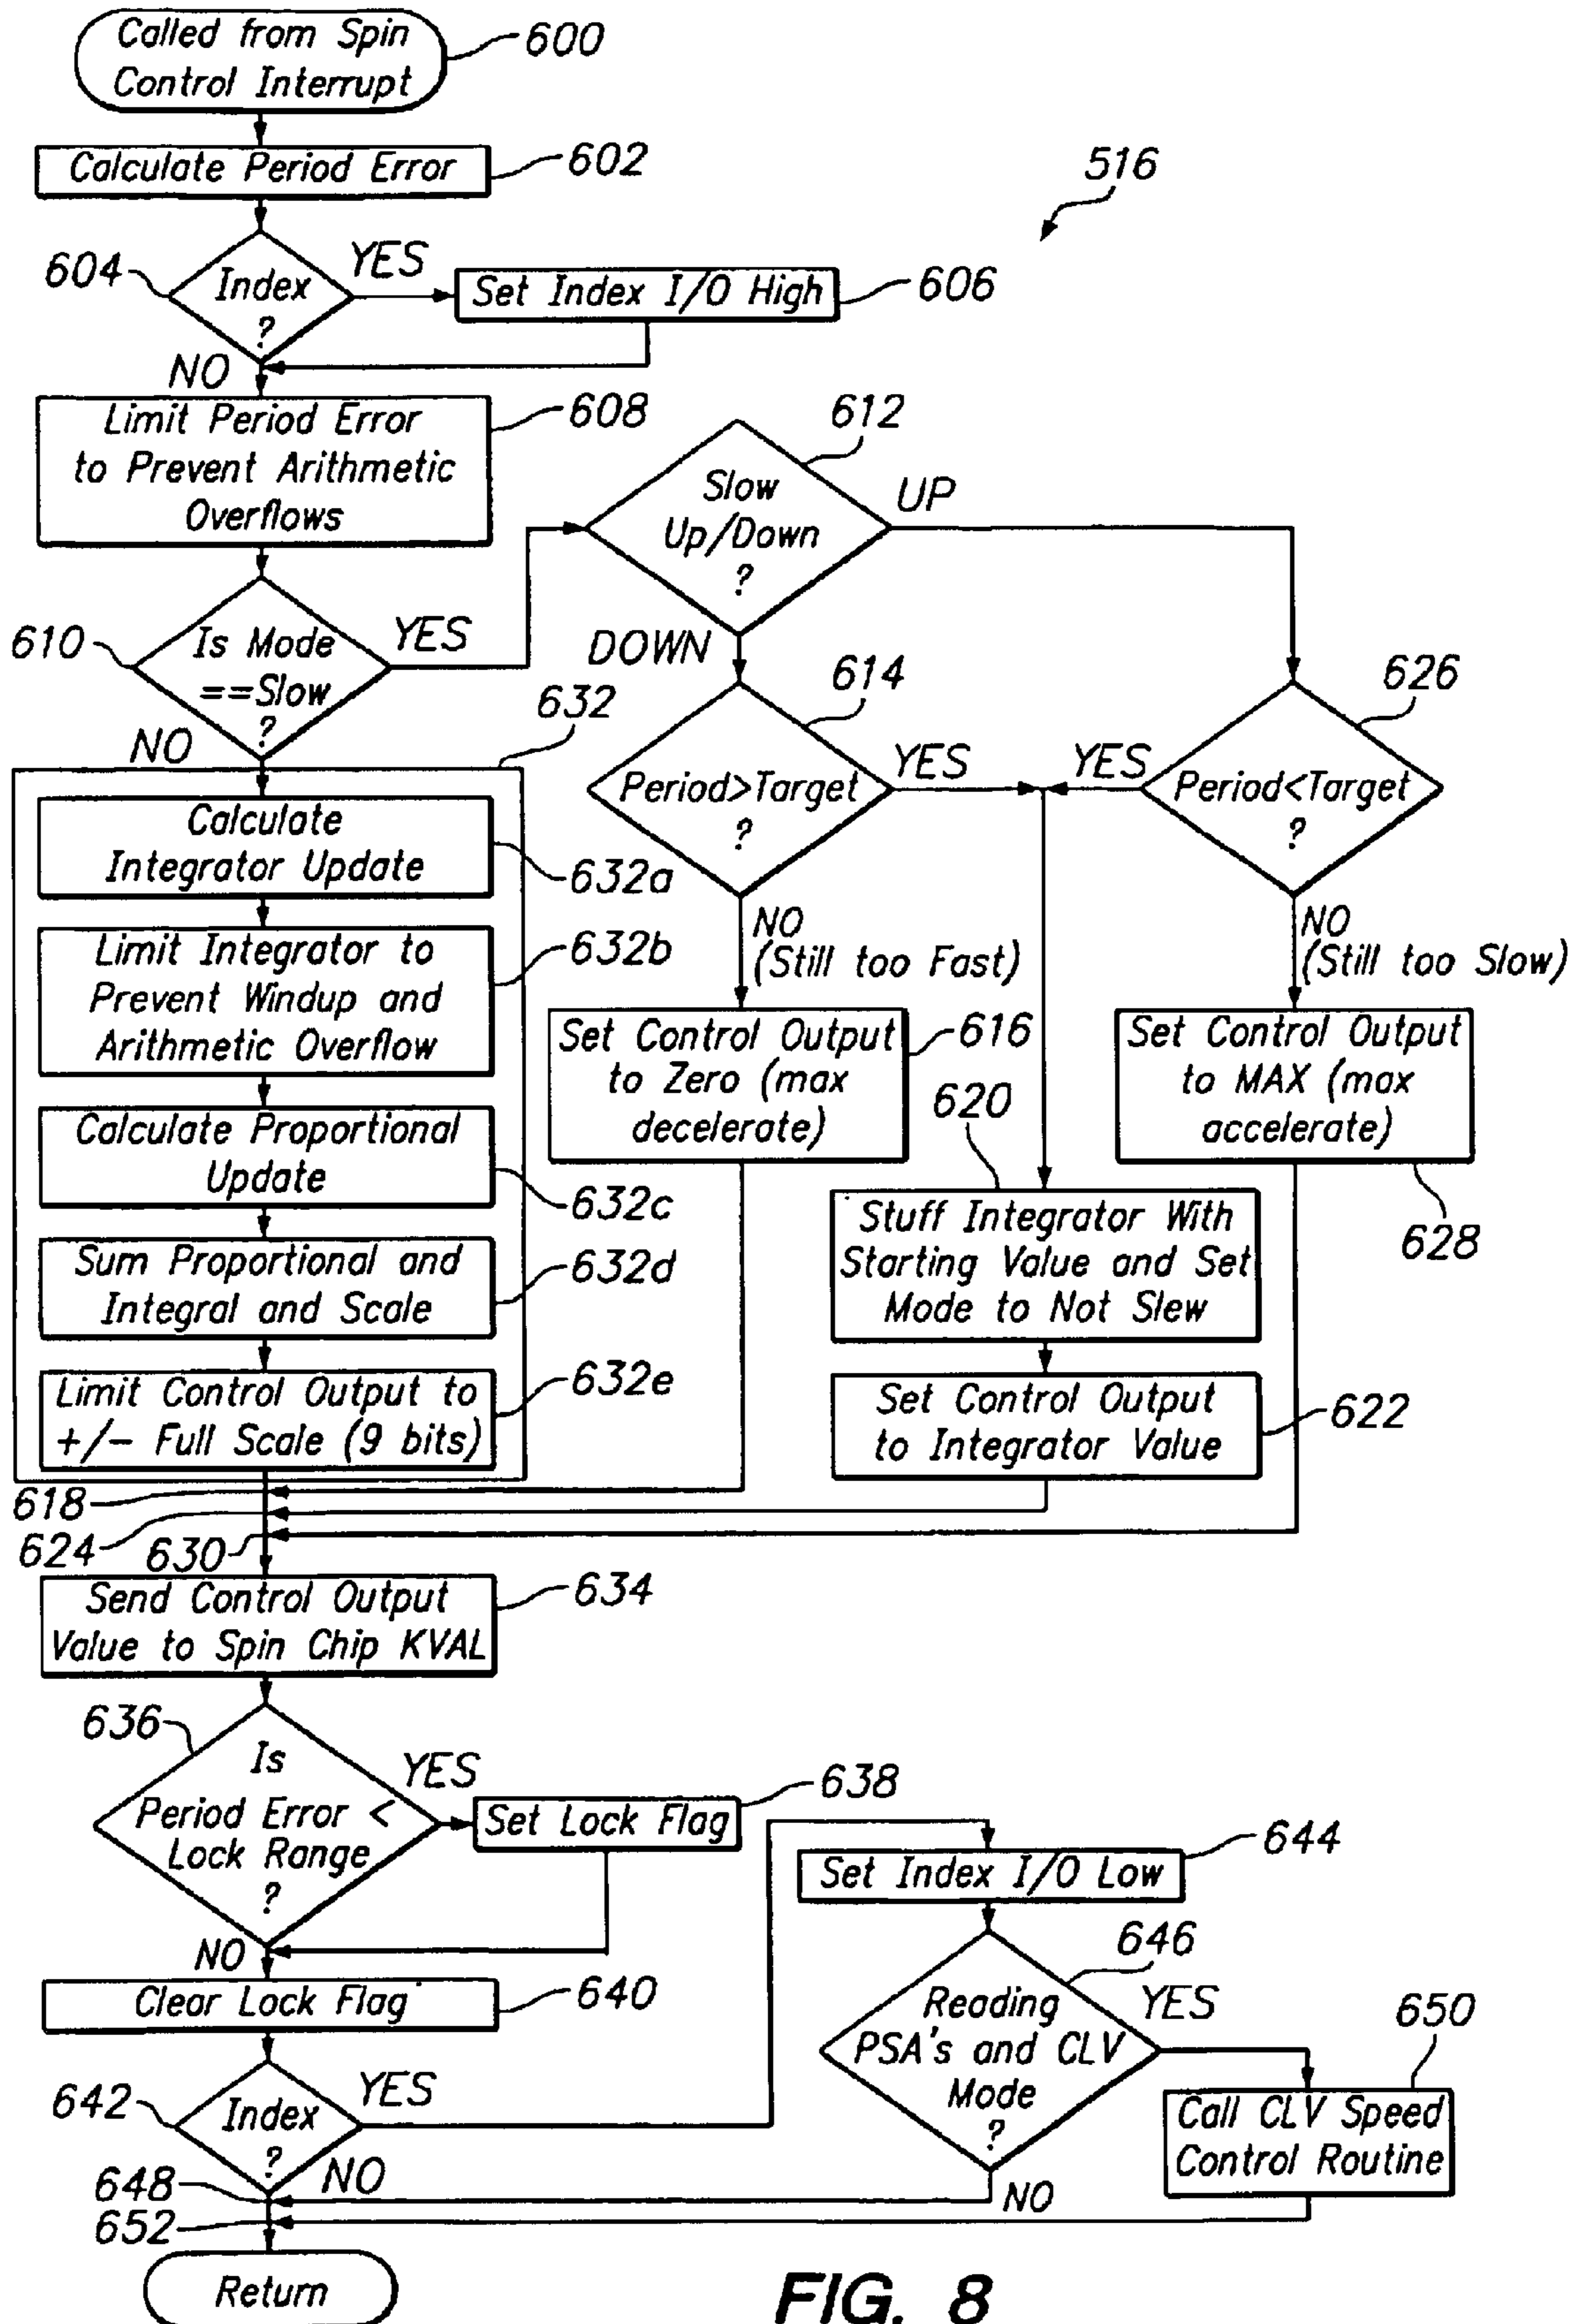 Called from Spin
Control Interrupt
600
Calculate Period Error
602
516
604
Index
?
YES
Set Index I/O High
606
NO
Limit Period Error
to Prevent Arithmetic
Overflows
608
612
Slow
Up/Down
?
UP
610
Is Mode
==Slow
?
YES
NO
DOWN
632
614
Period>Target
?
YES
YES
626
Period<Target
?
Calculate
Integrator Update
632a
NO
(Still too Fast)
NO
(Still too Slow)
Limit Integrator to
Prevent Windup and
Arithmetic Overflow
632b
Set Control Output
to Zero (max
decelerate)
616
Set Control Output
to MAX (max
accelerate)
628
620
Calculate Proportional
Update
632c
Stuff Integrator With
Starting Value and Set
Mode to Not Slew
Sum Proportional and
Integral and Scale
632d
Limit Control Output to
+/- Full Scale (9 bits)
632e
Set Control Output
to Integrator Value
622
618
624
630
Send Control Output
Value to Spin Chip KVAL
634
636
Is
Period Error <
Lock Range
?
YES
Set Lock Flag
638
NO
Set Index I/O Low
644
Clear Lock Flag
640
646
Reading
PSA's and CLV
Mode
?
YES
650
Call CLV Speed
Control Routine
642
Index
?
YES
NO
NO
648
652
Return
FIG. 8